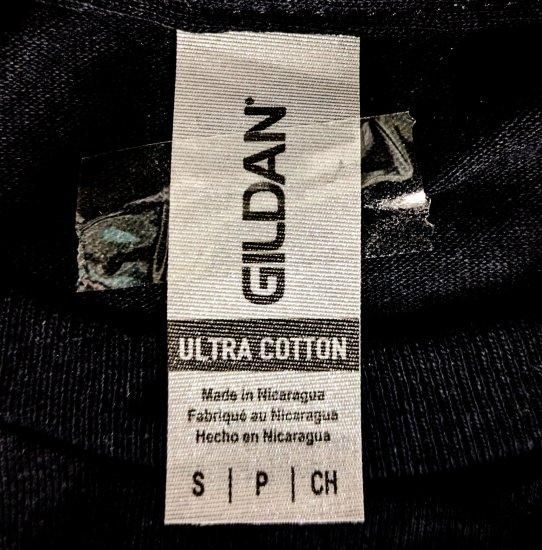 GILDAN®
ULTRA COTTON
Made in Nicaragua
Fabriqué au Nicaragua
Hecho en Nicaragua
S | P | CH